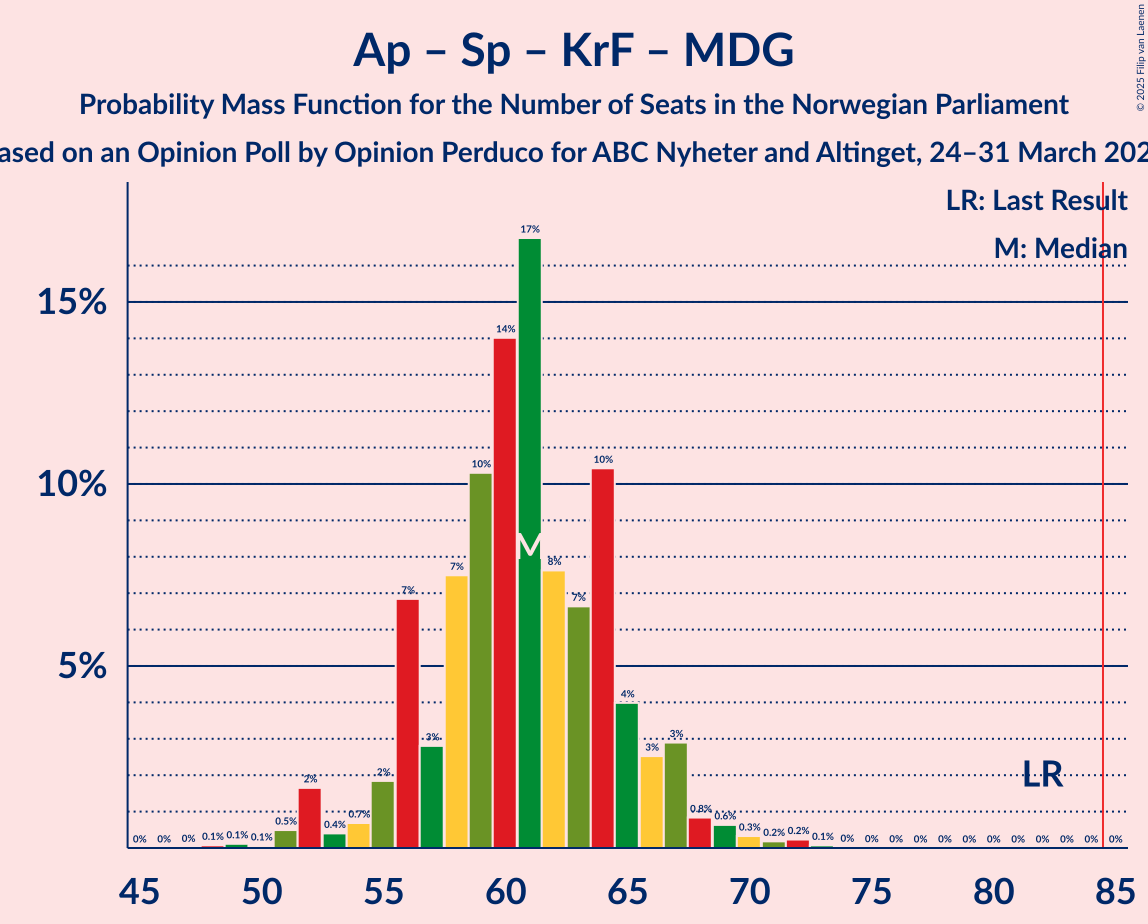 Ap – Sp – KrF – MDG
Probability Mass Function for the Number of Seats in the Norwegian Parliament
ased on an Opinion Poll by Opinion Perduco for ABC Nyheter and Altinget, 24–31 March 202
© 2025 Filip van Laenen
LR: Last Result
M: Median
17%
15%
14%
10% 10%
10%
M
7% 8%
7% 7%
5%
4%
3% 3% 3%
2% 2%
LR
0% 0% 0% 0.1% 0.1% 0.1% 0.5% 0.4% 0.7% 0.8% 0.6% 0.3% 0.2% 0.2% 0.1% 0% 0% 0% 0% 0% 0% 0% 0% 0% 0% 0% 0%
45 50 55 60 65 70 75 80 85